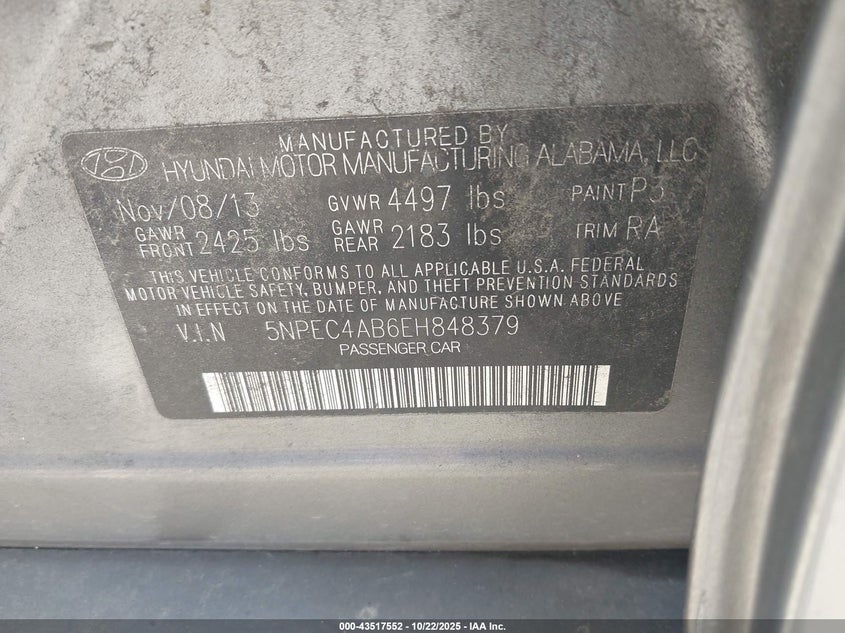 MANUFACTURED BY
HYUNDAI MOTOR MANUFACTURING ALABAMA, LLC
Nov/08/13 GVWR 4497 lbs PAINT P3
GAWR FRONT 2425 lbs GAWR REAR 2183 lbs TRIM RA
THIS VEHICLE CONFORMS TO ALL APPLICABLE U.S.A. FEDERAL
MOTOR VEHICLE SAFETY, BUMPER, AND THEFT PREVENTION STANDARDS
IN EFFECT ON THE DATE OF MANUFACTURE SHOWN ABOVE
V.I.N 5NPEC4AB6EH848379
PASSENGER CAR
000-43517552 | 10/22/2025 - IAA Inc.